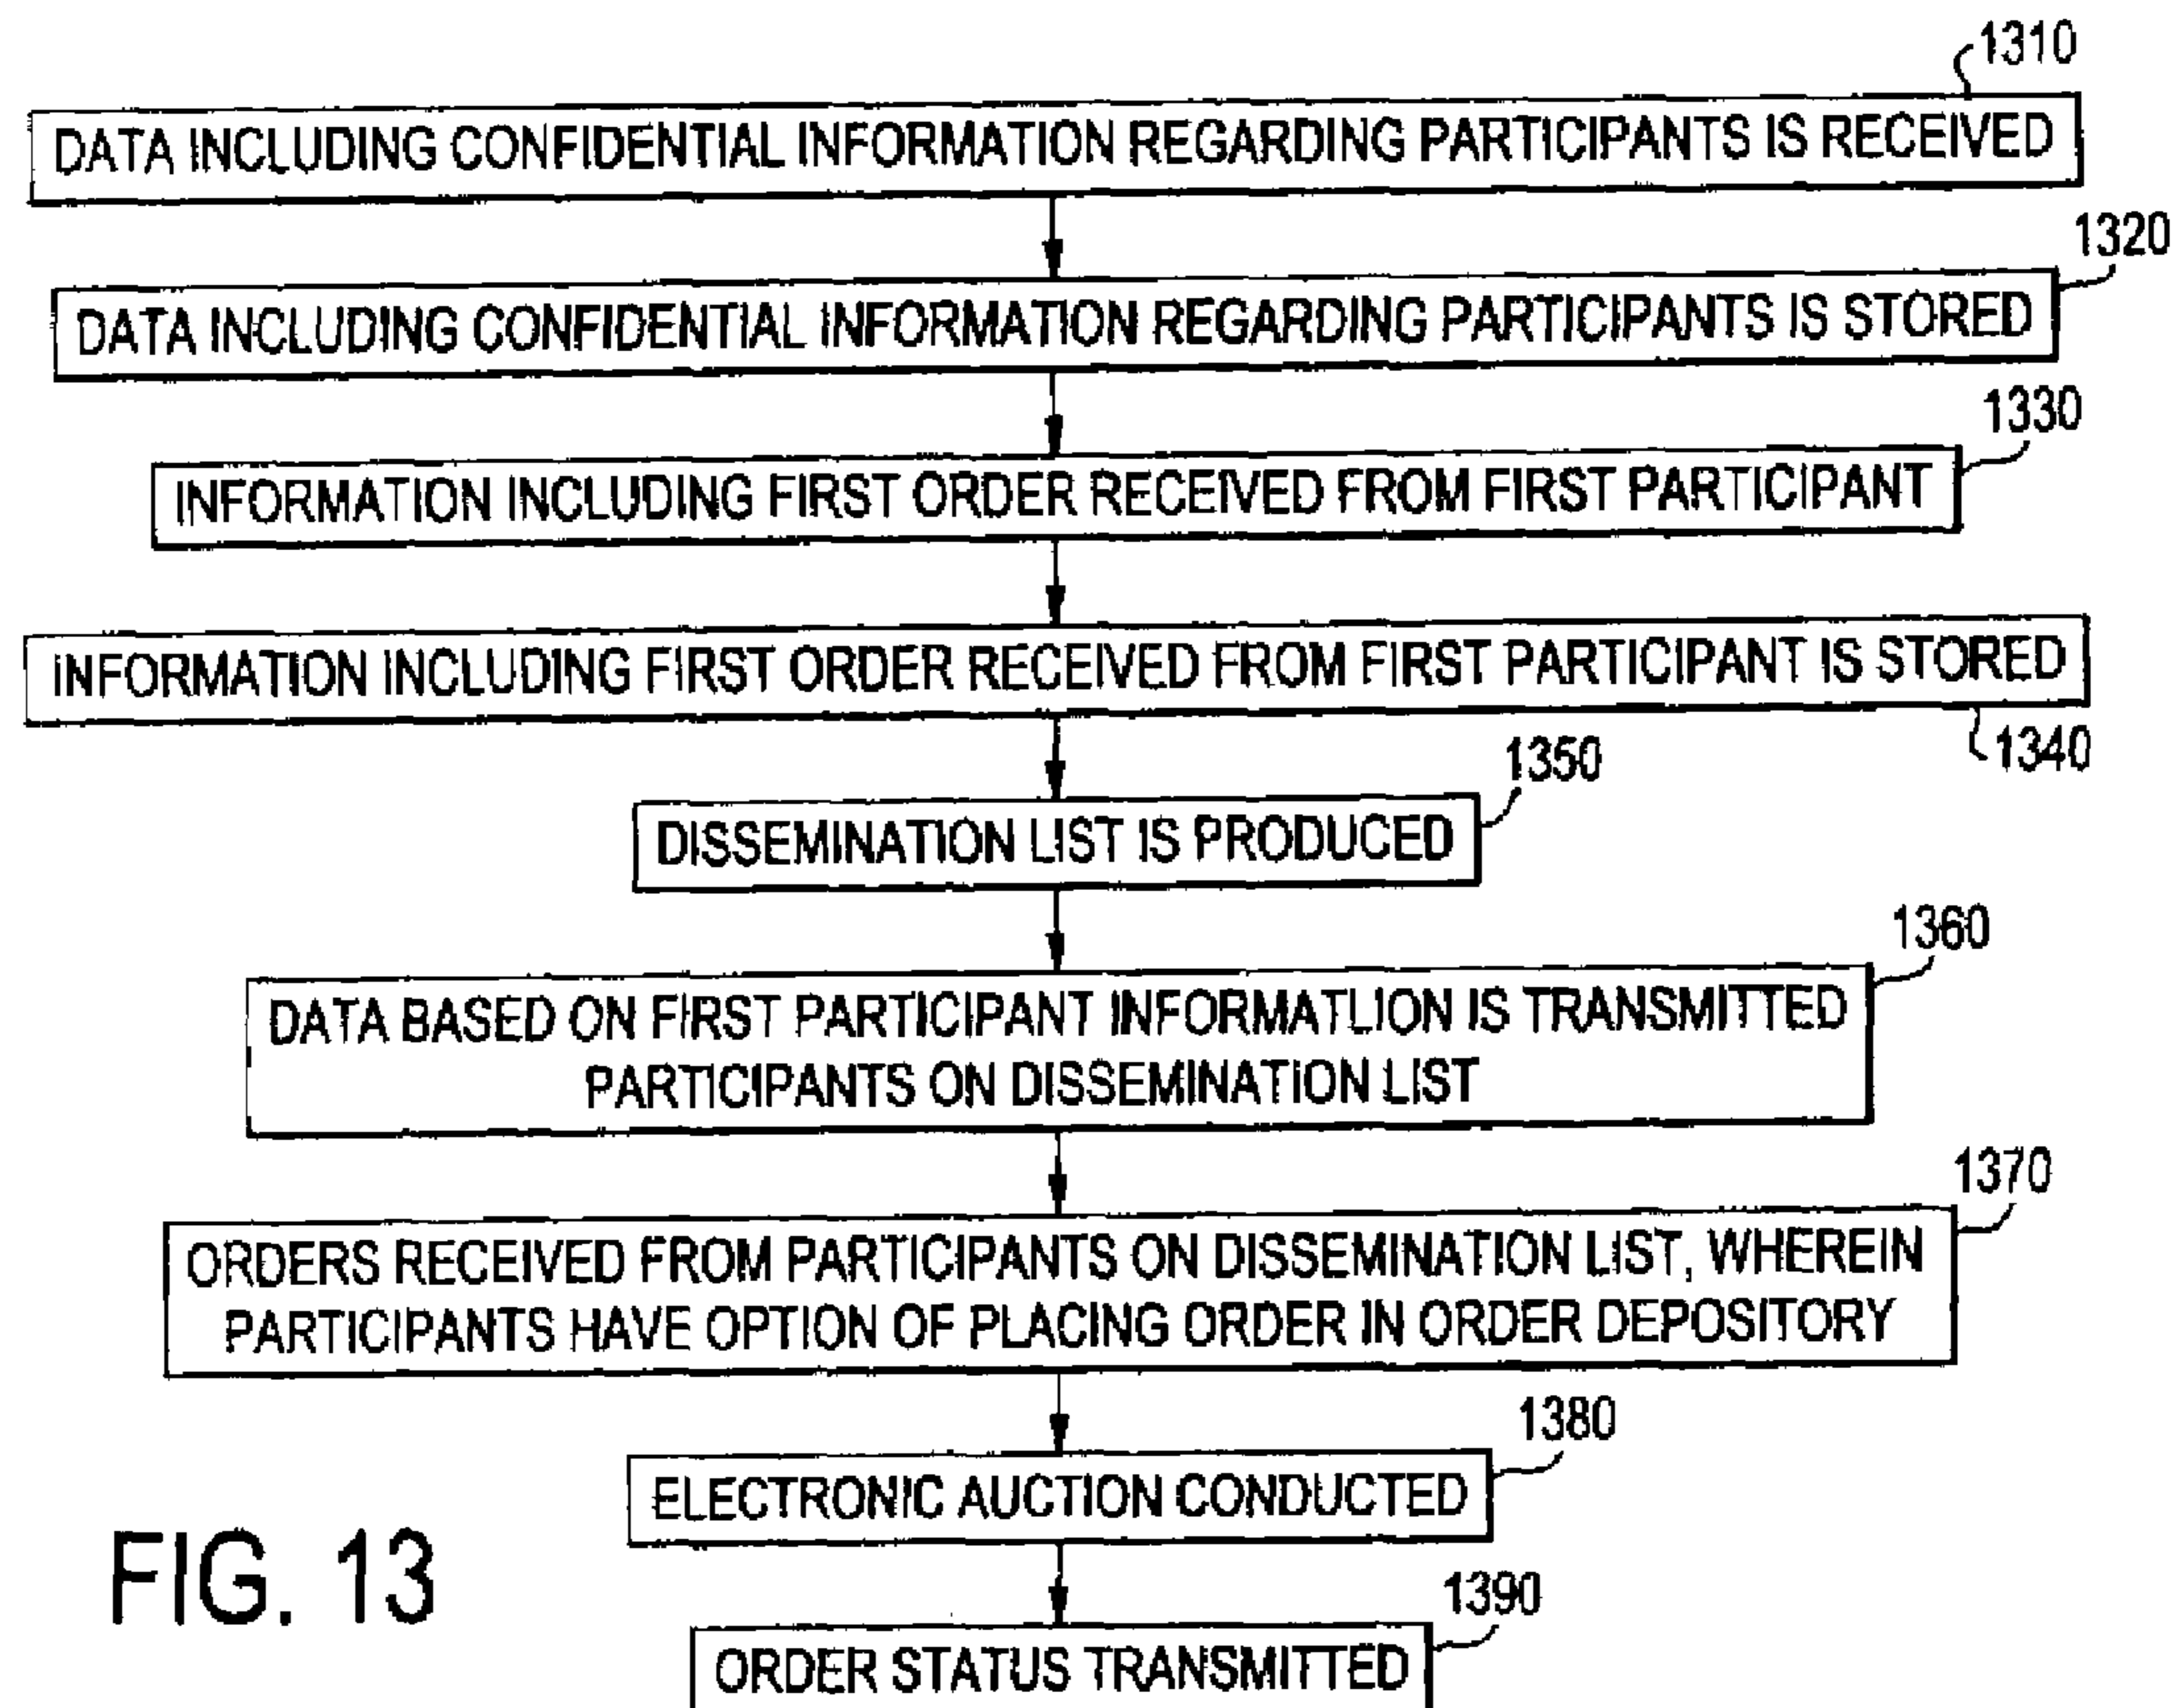 1310
DATA INCLUDING CONFIDENTIAL INFORMATION REGARDING PARTICIPANTS IS RECEIVED
1320
DATA INCLUDING CONFIDENTIAL INFORMATION REGARDING PARTICIPANTS IS STORED
1330
INFORMATION INCLUDING FIRST ORDER RECEIVED FROM FIRST PARTICIPANT
INFORMATION INCLUDING FIRST ORDER RECEIVED FROM FIRST PARTICIPANT IS STORED
1340
1350
DISSEMINATION LIST IS PRODUCED
1360
DATA BASED ON FIRST PARTICIPANT INFORMATLION IS TRANSMITTED
PARTICIPANTS ON DISSEMINATION LIST
1370
ORDERS RECEIVED FROM PARTICIPANTS ON DISSEMINATION LIST, WHEREIN
PARTICIPANTS HAVE OPTION OF PLACING ORDER IN ORDER DEPOSITORY
1380
ELECTRONIC AUCTION CONDUCTED
1390
ORDER STATUS TRANSMITTED
FIG. 13